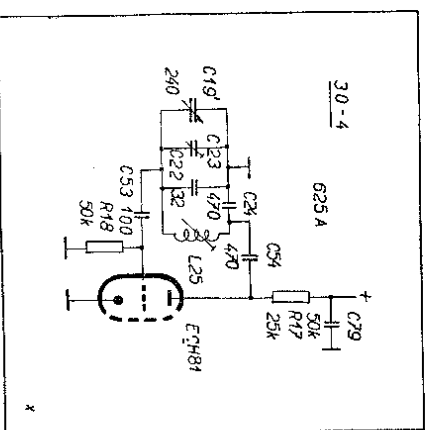 30-4
625A
+
C79
50k
R17
25k
C54
470
C24
470
C19'
240
C23
C22
32
L25
C53 100
R18
50k
ECH81
x